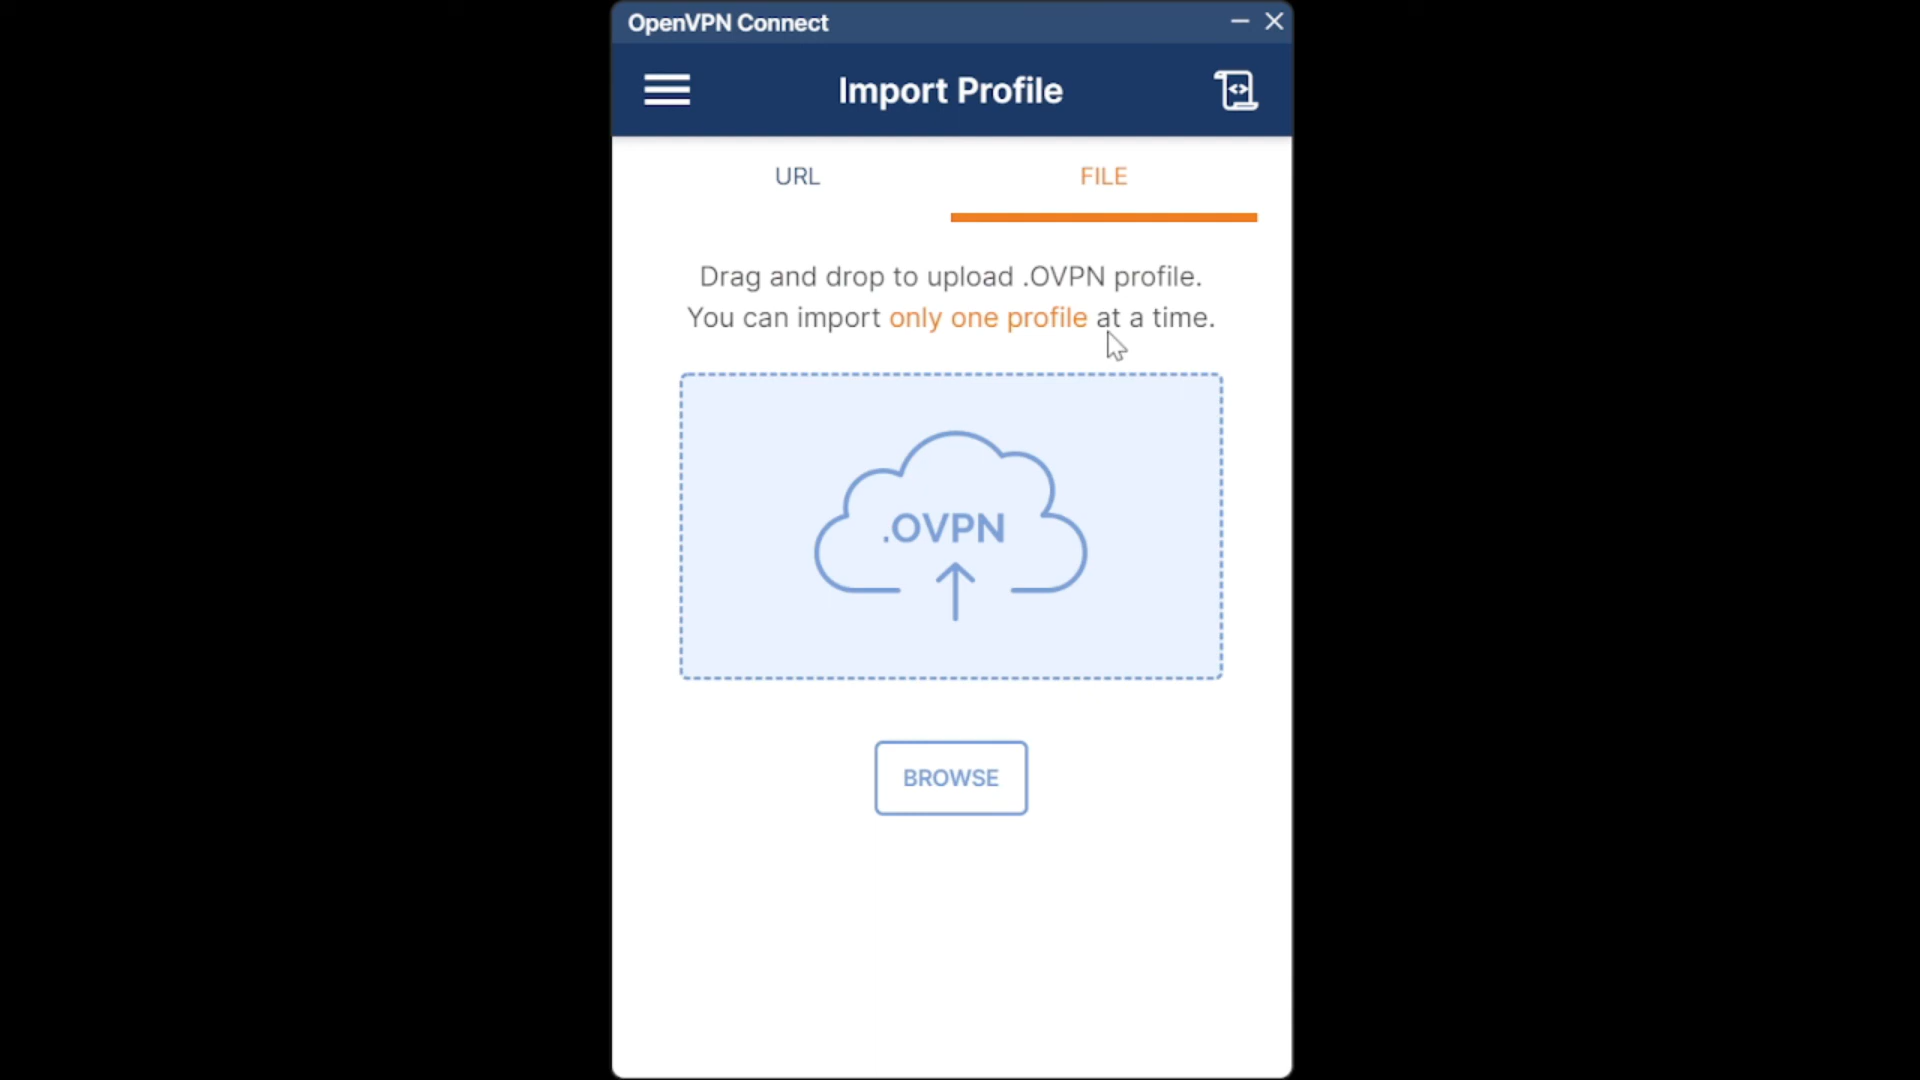 OpenVPN Connect
Import Profile
URL
FILE
Drag and drop to upload .OVPN profile.
You can import only one profile at a time.
.OVPN
BROWSE